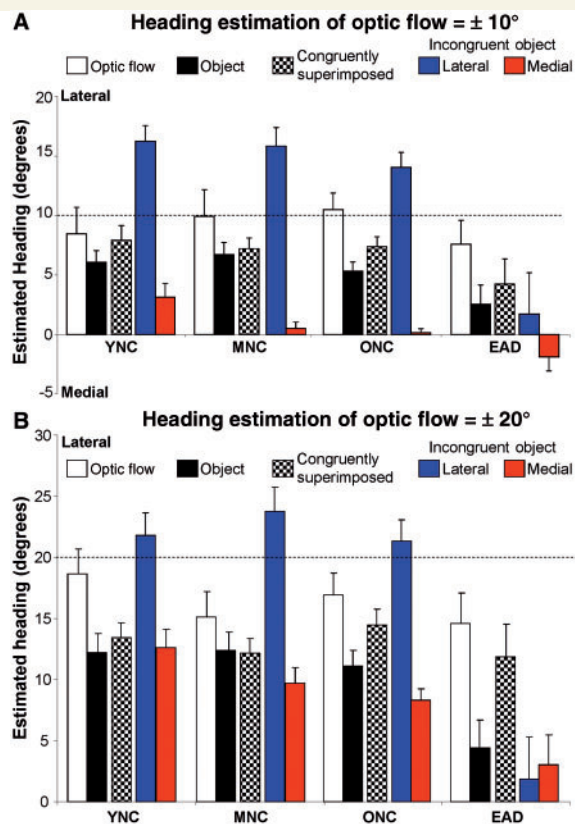 A Heading estimation of optic flow = ± 10°
Incongruent object
Optic flow Object Congruently superimposed Lateral Medial
Lateral
20
15
10
5
0
-5
Estimated Heading (degrees)
YNC MNC ONC EAD
Medial
B Heading estimation of optic flow = ± 20°
Lateral
Incongruent object
Optic flow Object Congruently superimposed Lateral Medial
30
25
20
15
10
5
0
Estimated heading (degrees)
YNC MNC ONC EAD